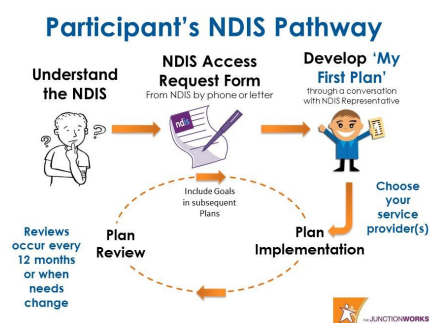 Participant's NDIS Pathway
Understand
the NDIS
NDIS Access
Request Form
From NDIS by phone or letter
Develop 'My
First Plan'
through a conversation
with NDIS Representative
?
?
ndis
Include Goals
in subsequent
Plans
Choose
your
service
provider(s)
Plan
Implementation
Plan
Review
Reviews
occur every
12 months
or when
needs
change
THE JUNCTIONWORKS